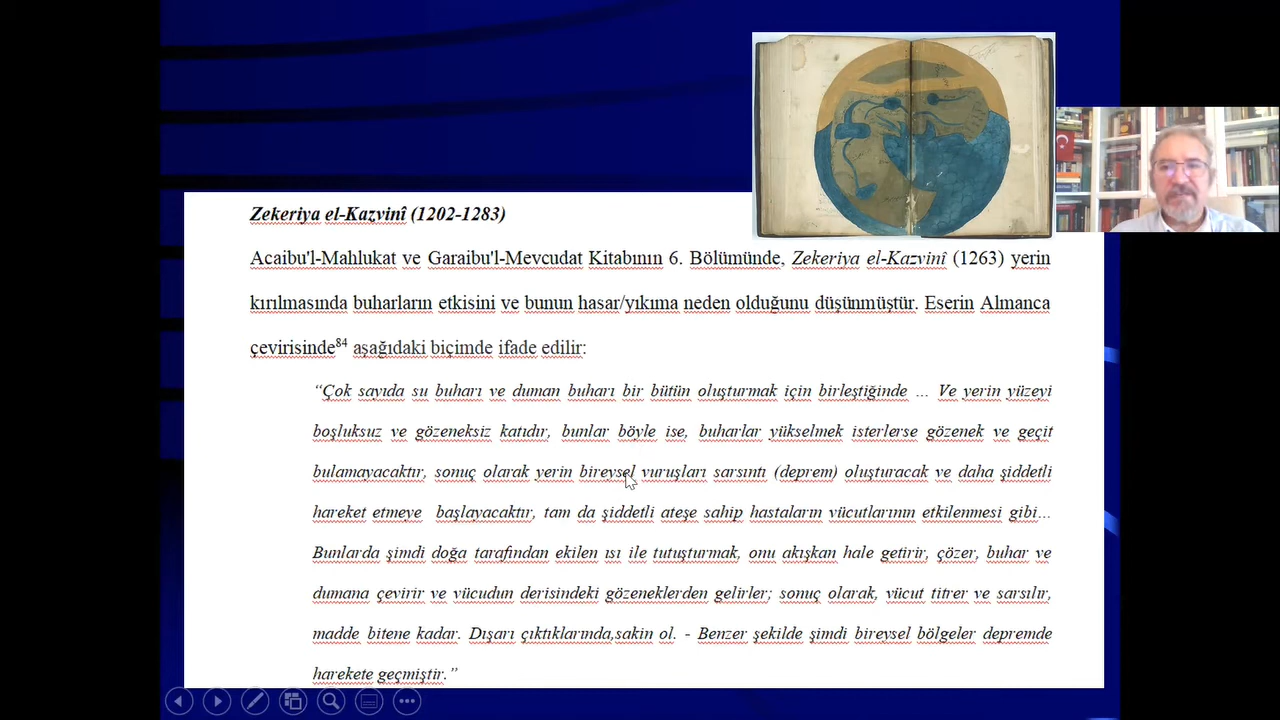 Zekeriya el-Kazvinî (1202-1283)
Acaibu'l-Mahlukat ve Garaibu'l-Mevcudat Kitabının 6. Bölümünde, Zekeriya el-Kazvinî (1263) yerin
kırılmasında buharların etkisini ve bunun hasar/yıkıma neden olduğunu düşünmüştür. Eserin Almanca
çevirisinde84 aşağıdaki biçimde ifade edilir:
“Çok sayıda su buharı ve duman buharı bir bütün oluşturmak için birleştiğinde ... Ve yerin yüzeyi
boşluksuz ve gözeneksiz katıdır, bunlar böyle ise, buharlar yükselmek isterlerse gözenek ve geçit
bulamayacaktır, sonuç olarak yerin bireysel vuruşları sarsıntı (deprem) oluşturacak ve daha şiddetli
hareket etmeye başlayacaktır, tam da şiddetli ateşe sahip hastaların vücutlarının etkilenmesi gibi...
Bunlarda şimdi doğa tarafından ekilen ısı ile tutuşturmak, onu akışkan hale getirir, çözer, buhar ve
dumana çevirir ve vücudun derisindeki gözeneklerden gelirler; sonuç olarak, vücut titrer ve sarsılır,
madde bitene kadar. Dışarı çıktıklarında,sakin ol. - Benzer şekilde şimdi bireysel bölgeler depremde
harekete geçmiştir.”